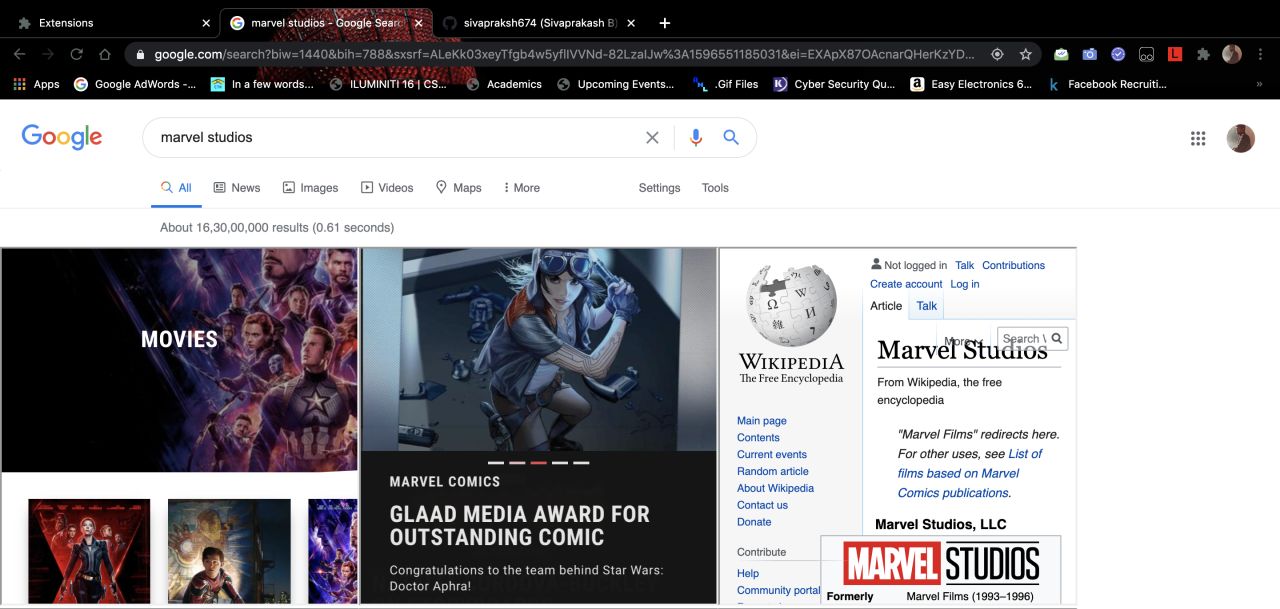 Extensions
marvel studios - Google Searc
sivapraksh674 (Sivaprakash B)
google.com/search?biw=1440&bih=788&sxsrf=ALeKk03xeyTfgb4w5yfllVVNd-82LzaIJw%3A1596551185031&ei=EXApX87OAcnarQHerKzYD...
Apps
Google AdWords -...
In a few words...
ILUMINITI 16 | CS...
Academics
Upcoming Events...
.Gif Files
Cyber Security Qu...
Easy Electronics 6...
Facebook Recruiti...
»
Google
marvel studios
All
News
Images
Videos
Maps
More
Settings
Tools
About 16,30,00,000 results (0.61 seconds)
MOVIES
MARVEL COMICS
GLAAD MEDIA AWARD FOR
OUTSTANDING COMIC
Congratulations to the team behind Star Wars:
Doctor Aphra!
WIKIPEDIA
The Free Encyclopedia
Main page
Contents
Current events
Random article
About Wikipedia
Contact us
Donate
Contribute
Help
Community portal
Not logged in Talk Contributions
Create account Log in
Article Talk
More
Search W
Marvel Studios
From Wikipedia, the free
encyclopedia
"Marvel Films" redirects here.
For other uses, see List of
films based on Marvel
Comics publications.
Marvel Studios, LLC
MARVEL STUDIOS
Formerly Marvel Films (1993–1996)